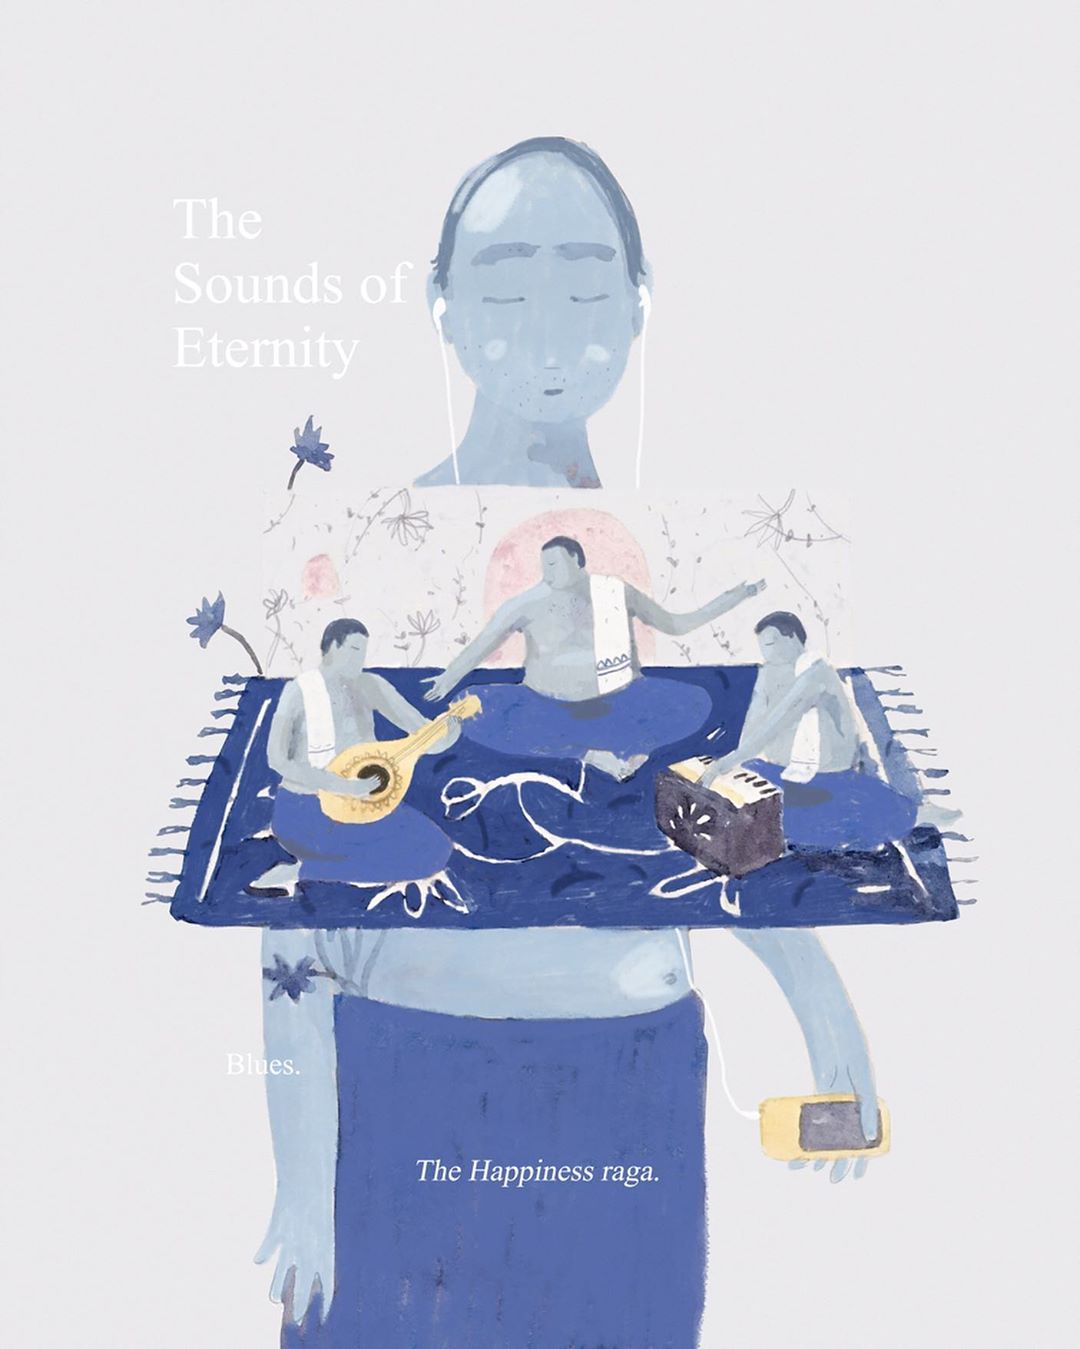 The
Sounds of
Eternity
Blues.
The Happiness raga.